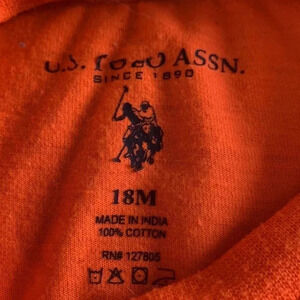 U.S. POLO ASSN.
SINCE 1890
18M
MADE IN INDIA
100% COTTON
RN# 127805